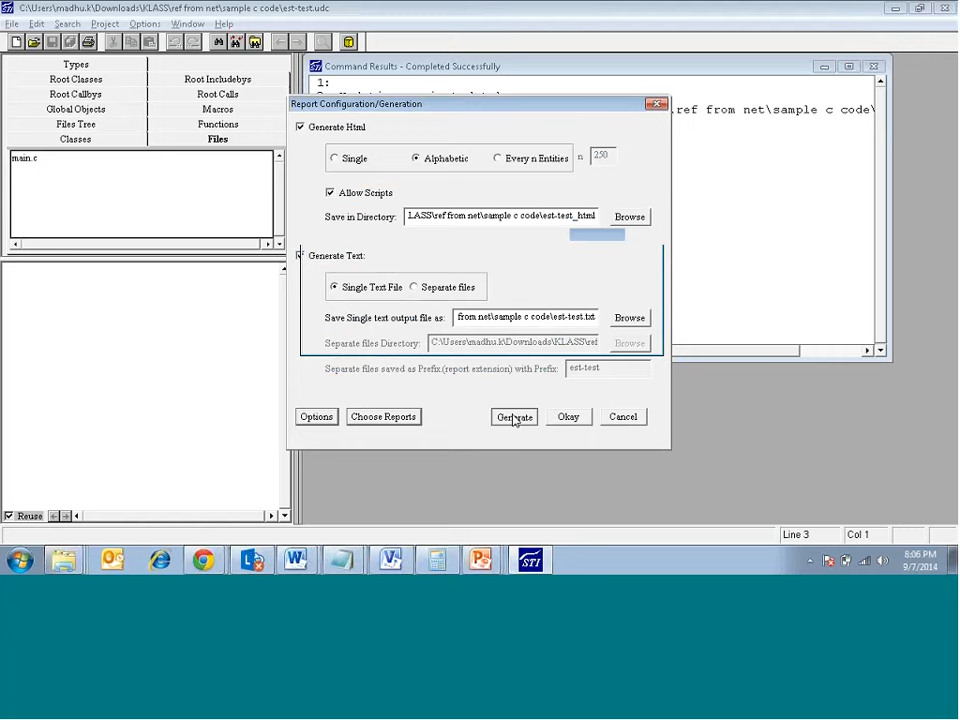 C:\Users\madhu.k\Downloads\KLASS\ref from net\sample c code\est-test.udc
File Edit Search Project Options Window Help
Types
Root Classes Root Includebys
Root Callbys Root Calls
Global Objects Macros
Files Tree Functions
Classes Files
main.c
STI Command Results - Completed Successfully
1:
\ref from net\sample c code\
Report Configuration/Generation
Generate Html
Single Alphabetic Every n Entities n 250
Allow Scripts
Save in Directory: LASS\ref from net\sample c code\est-test_html Browse
Generate Text:
Single Text File Separate files
Save Single text output file as: from net\sample c code\est-test.txt Browse
Separate files Directory: C:\Users\madhu.k\Downloads\KLASS\ref Browse
Separate files saved as Prefix.(report extension) with Prefix: est-test
Options Choose Reports Generate Okay Cancel
Reuse
Line 3 Col 1
STI
8:06 PM
9/7/2014